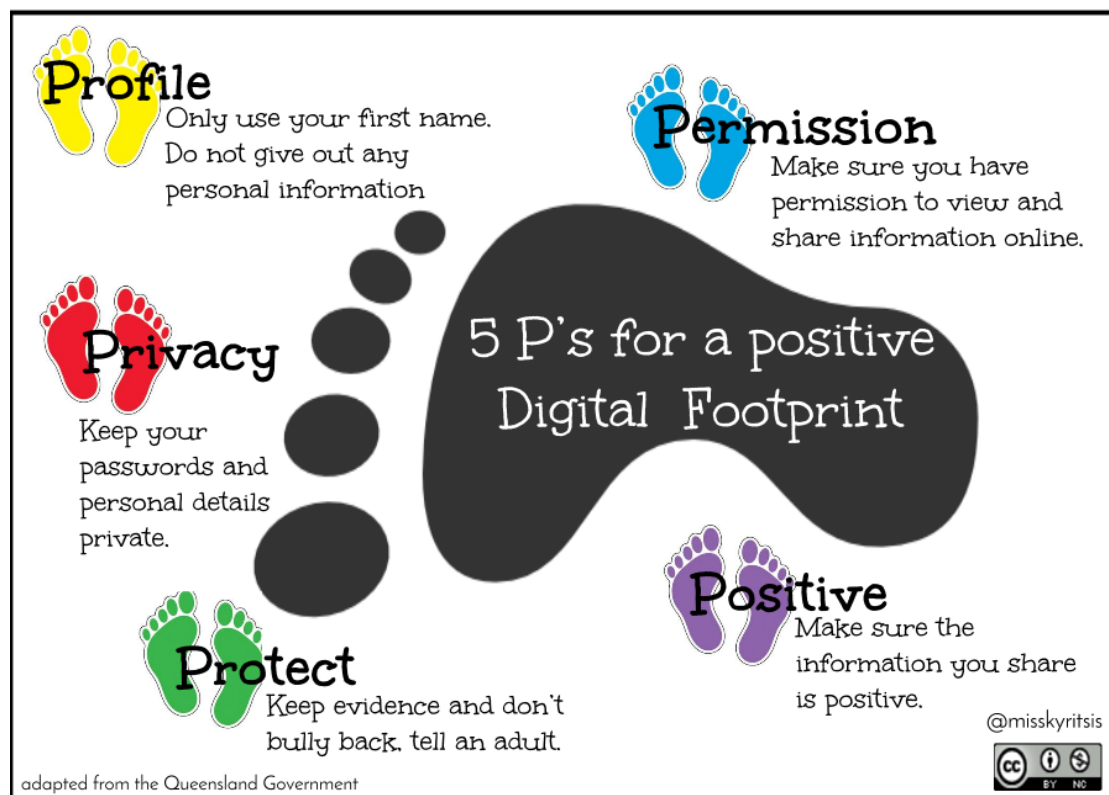 Profile
Only use your first name.
Do not give out any
personal information
Permission
Make sure you have
permission to view and
share information online.
5 P's for a positive
Digital Footprint
Privacy
Keep your
passwords and
personal details
private.
Positive
Make sure the
information you share
is positive.
Protect
Keep evidence and don't
bully back, tell an adult.
@misskyritsis
cc
BY NC
adapted from the Queensland Government